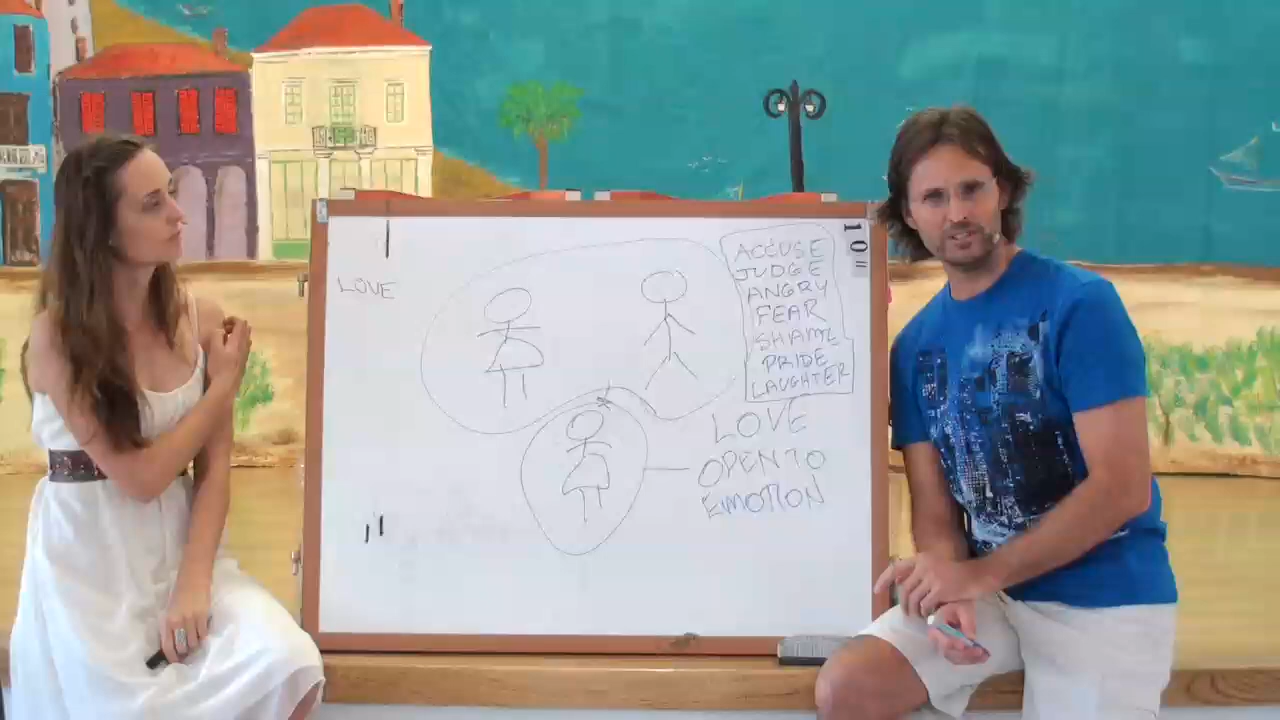 LOVE
ACCUSE
JUDGE
ANGRY
FEAR
SHAME
PRIDE
LAUGHTER
LOVE
OPEN TO
EMOTION
10"